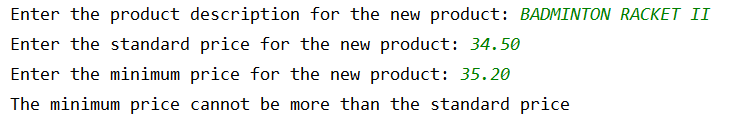 Enter the product description for the new product: BADMINTON RACKET II
Enter the standard price for the new product: 34.50
Enter the minimum price for the new product: 35.20
The minimum price cannot be more than the standard price